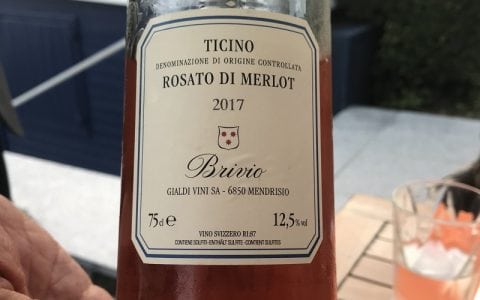 TICINO
DENOMINAZIONE DI ORIGINE CONTROLLATA
ROSATO DI MERLOT
2017
Brivio
GIALDI VINI SA - 6850 MENDRISIO
75cl e 12,5% vol
VINO SVIZZERO R1:87
CONTIENE SOLFITI - ENTHÄLT SULFITE - CONTIENT SULFITES